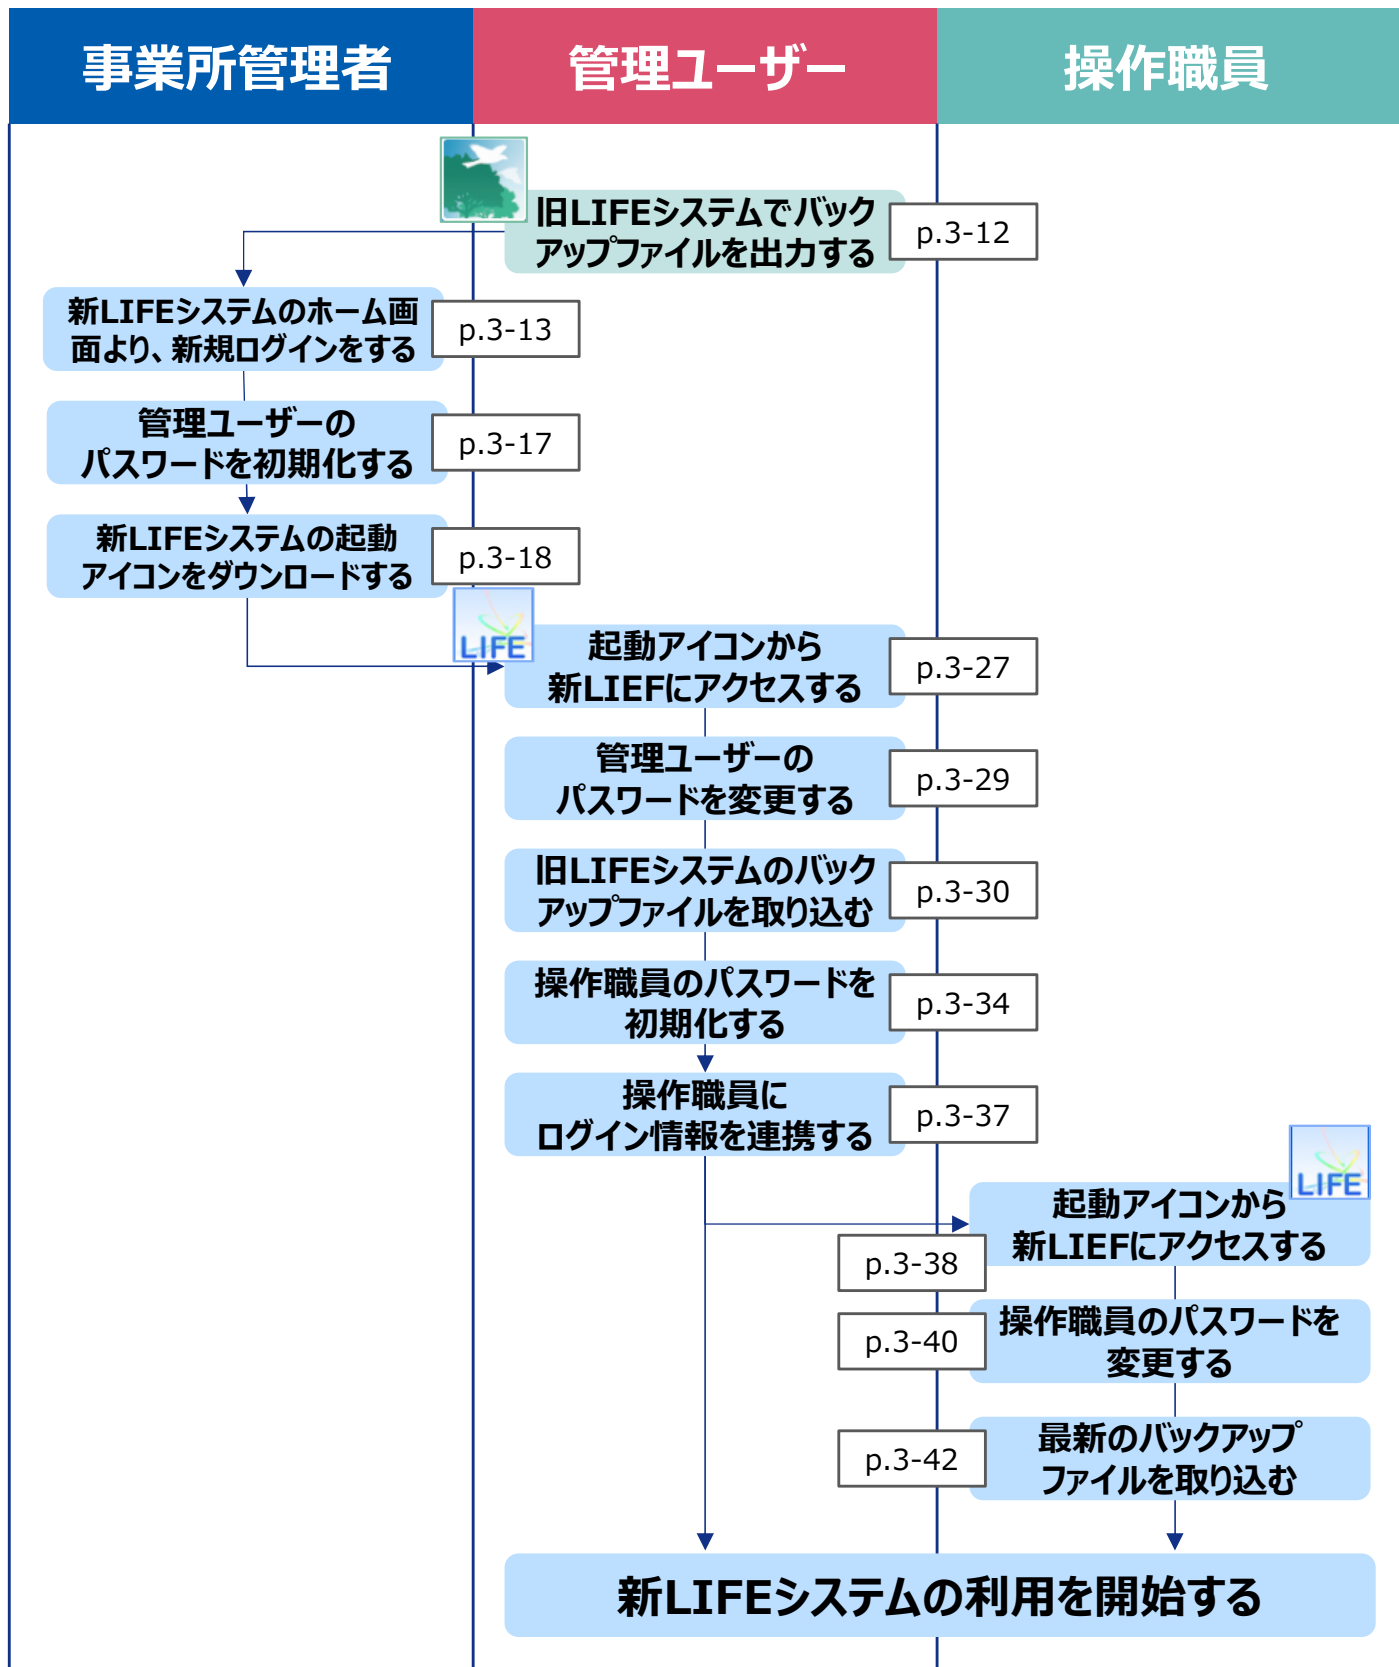 事業所管理者
管理ユーザー
操作職員
旧LIFEシステムでバック
アップファイルを出力する
p.3-12
新LIFEシステムのホーム画
面より、新規ログインをする
p.3-13
管理ユーザーの
パスワードを初期化する
p.3-17
新LIFEシステムの起動
アイコンをダウンロードする
p.3-18
LIFE
起動アイコンから
新LIEFにアクセスする
p.3-27
管理ユーザーの
パスワードを変更する
p.3-29
旧LIFEシステムのバック
アップファイルを取り込む
p.3-30
操作職員のパスワードを
初期化する
p.3-34
操作職員に
ログイン情報を連携する
p.3-37
LIFE
起動アイコンから
新LIEFにアクセスする
p.3-38
操作職員のパスワードを
変更する
p.3-40
最新のバックアップ
ファイルを取り込む
p.3-42
新LIFEシステムの利用を開始する